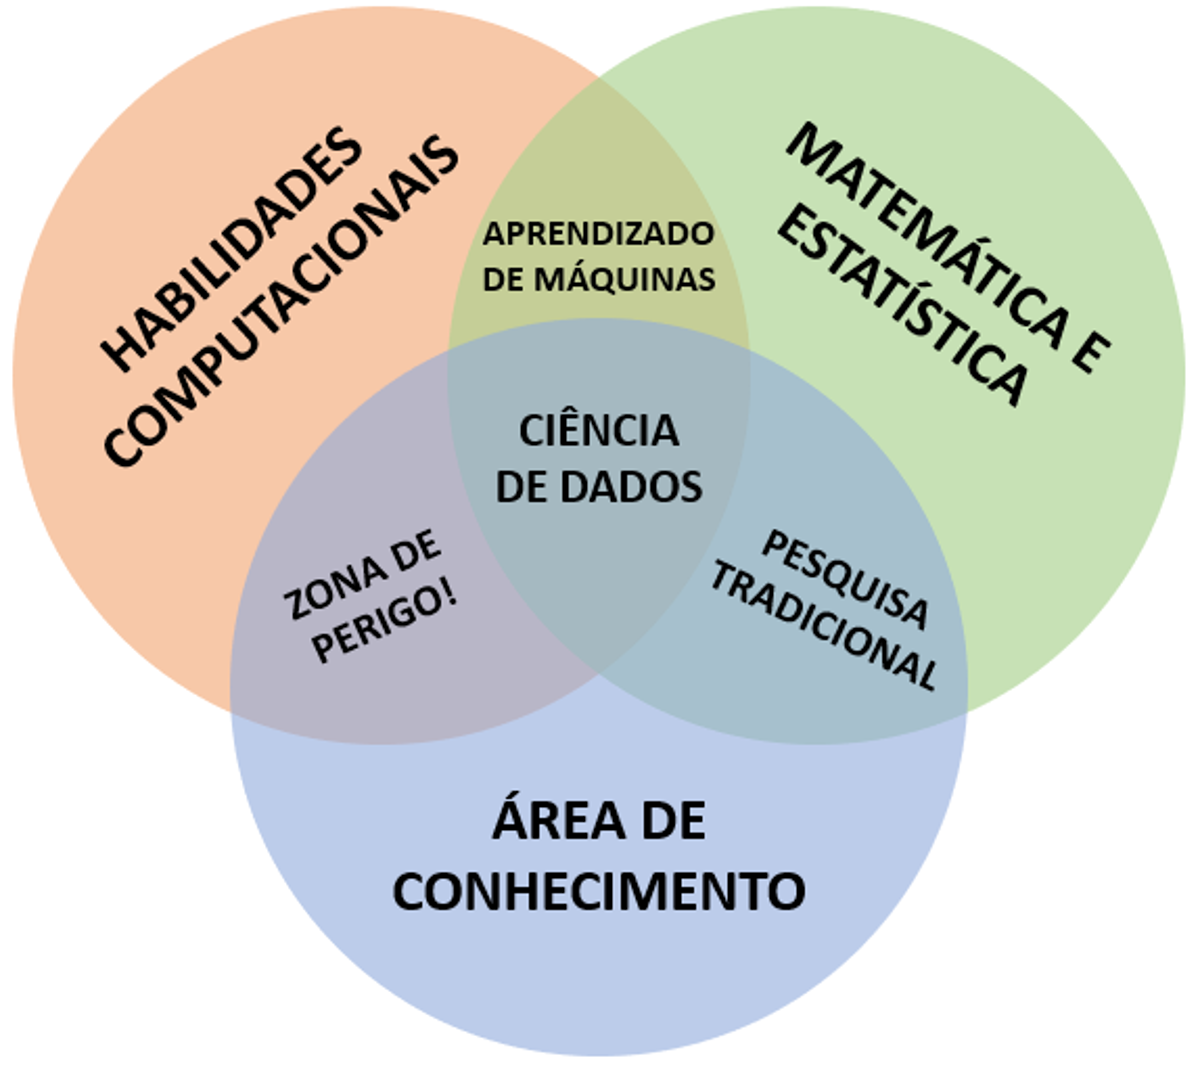 HABILIDADES
COMPUTACIONAIS
MATEMÁTICA E
ESTATÍSTICA
APRENDIZADO
DE MÁQUINAS
CIÊNCIA
DE DADOS
ZONA DE
PERIGO!
PESQUISA
TRADICIONAL
ÁREA DE
CONHECIMENTO